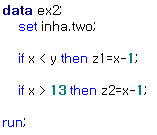 data ex2;
set inha.two;
if x < y then z1=x-1;
if x > 13 then z2=x-1;
run;